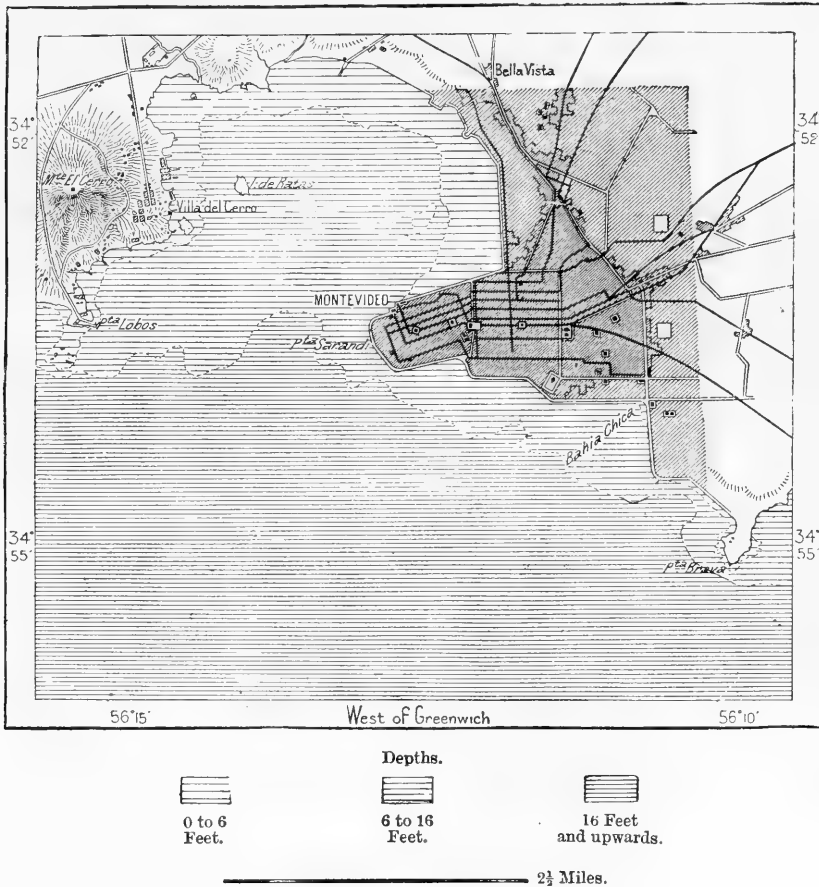 Bella Vista
34°
52'
34°
52'
Mte El Cerro
I. de Ratas
Villa del Cerro
MONTEVIDEO
pta Lobos
pta Sarandi
Bahia Chica
34°
55'
34°
55'
pta Brava
56°15'
West of Greenwich
56°10'
Depths.
0 to 6
Feet.
6 to 16
Feet.
16 Feet
and upwards.
2½ Miles.